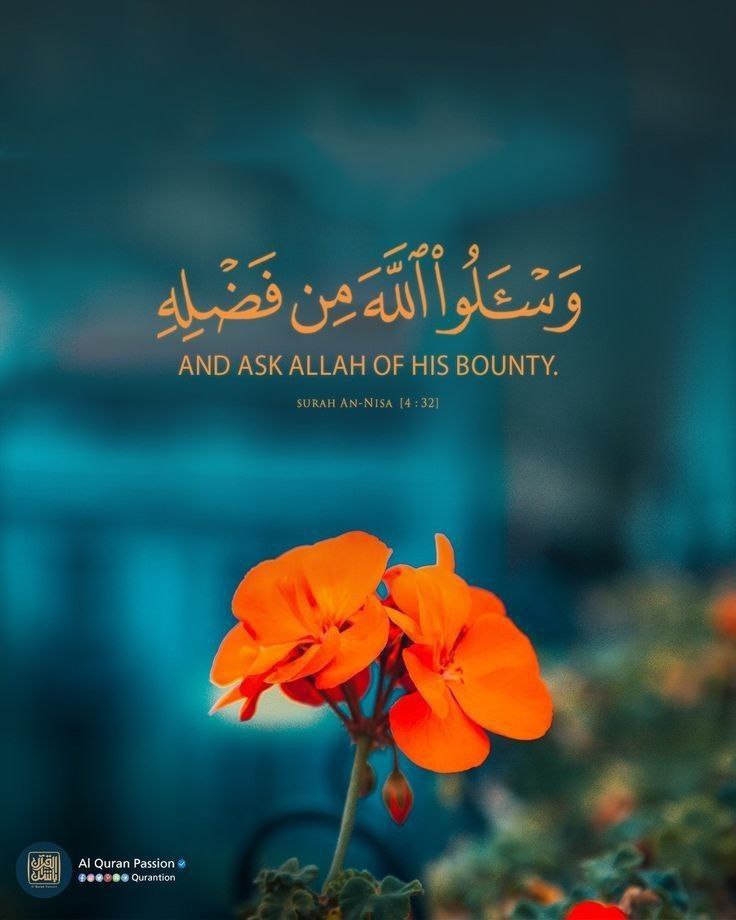 وَسْـَٔلُوا۟ ٱللَّهَ مِن فَضْلِهِ
AND ASK ALLAH OF HIS BOUNTY.
SURAH AN-NISA [4 : 32]
Al Quran Passion
Qurantion